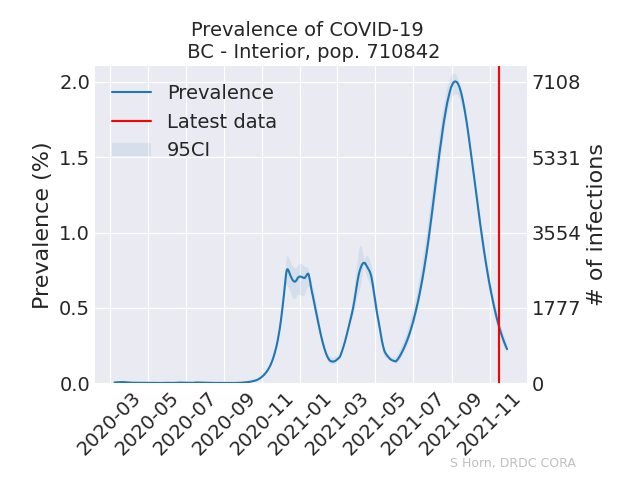 Prevalence of COVID-19
BC - Interior, pop. 710842
Prevalence
Latest data
95CI
Prevalence (%)
2.0
1.5
1.0
0.5
0.0
7108
5331
3554
1777
0
# of infections
2020-03
2020-05
2020-07
2020-09
2020-11
2021-01
2021-03
2021-05
2021-07
2021-09
2021-11
S Horn, DRDC CORA